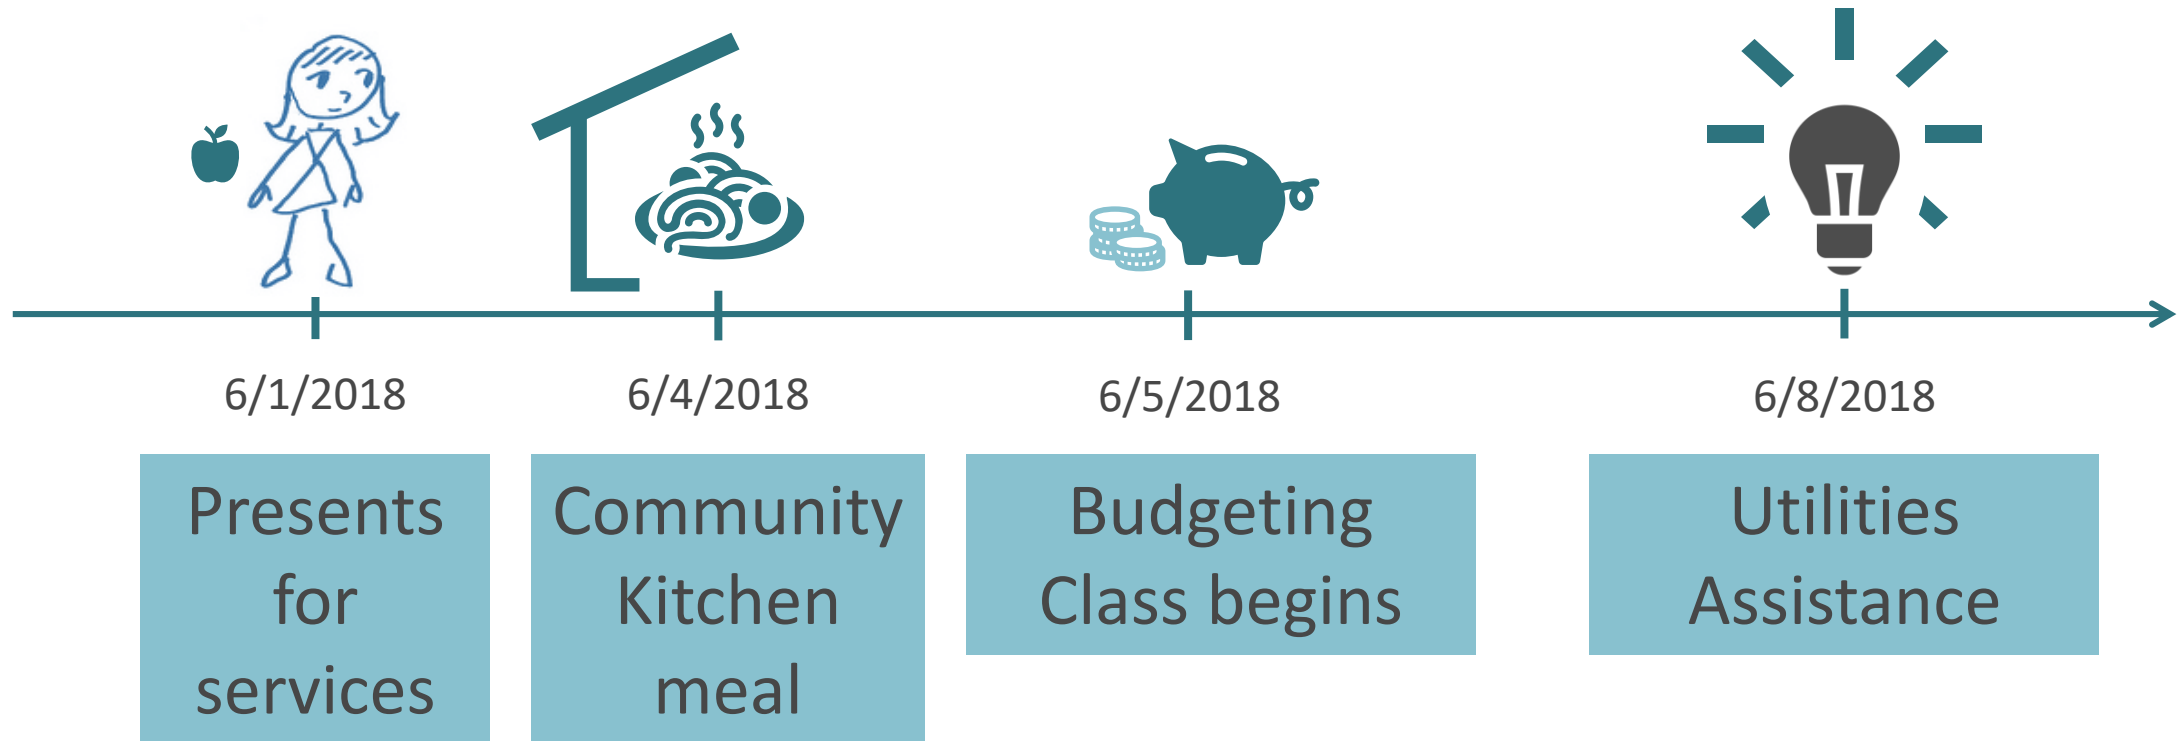 6/1/2018
6/4/2018
6/5/2018
6/8/2018
Presents
for
services
Community
Kitchen
meal
Budgeting
Class begins
Utilities
Assistance